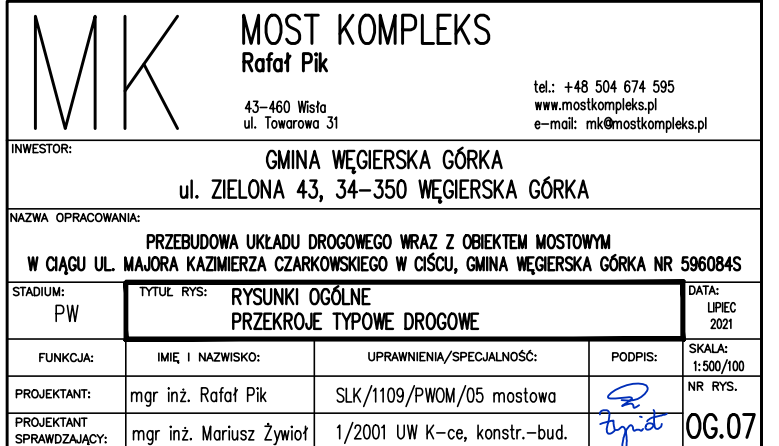 MK
MOST KOMPLEKS
Rafał Pik
43-460 Wisła
ul. Towarowa 31
tel.: +48 504 674 595
www.mostkompleks.pl
e-mail: mk@mostkompleks.pl
INWESTOR:
GMINA WĘGIERSKA GÓRKA
ul. ZIELONA 43, 34-350 WĘGIERSKA GÓRKA
NAZWA OPRACOWANIA:
PRZEBUDOWA UKŁADU DROGOWEGO WRAZ Z OBIEKTEM MOSTOWYM
W CIĄGU UL. MAJORA KAZIMIERZA CZARKOWSKIEGO W CIŚCU, GMINA WĘGIERSKA GÓRKA NR 596084S
STADIUM:
PW
TYTUŁ RYS: RYSUNKI OGÓLNE
PRZEKROJE TYPOWE DROGOWE
DATA:
LIPIEC
2021
FUNKCJA: IMIĘ I NAZWISKO: UPRAWNIENIA/SPECJALNOŚĆ: PODPIS:
SKALA:
1:500/100
PROJEKTANT: mgr inż. Rafał Pik SLK/1109/PWOM/05 mostowa
NR RYS.
OG.07
PROJEKTANT
SPRAWDZAJĄCY: mgr inż. Mariusz Żywioł 1/2001 UW K-ce, konstr.-bud.